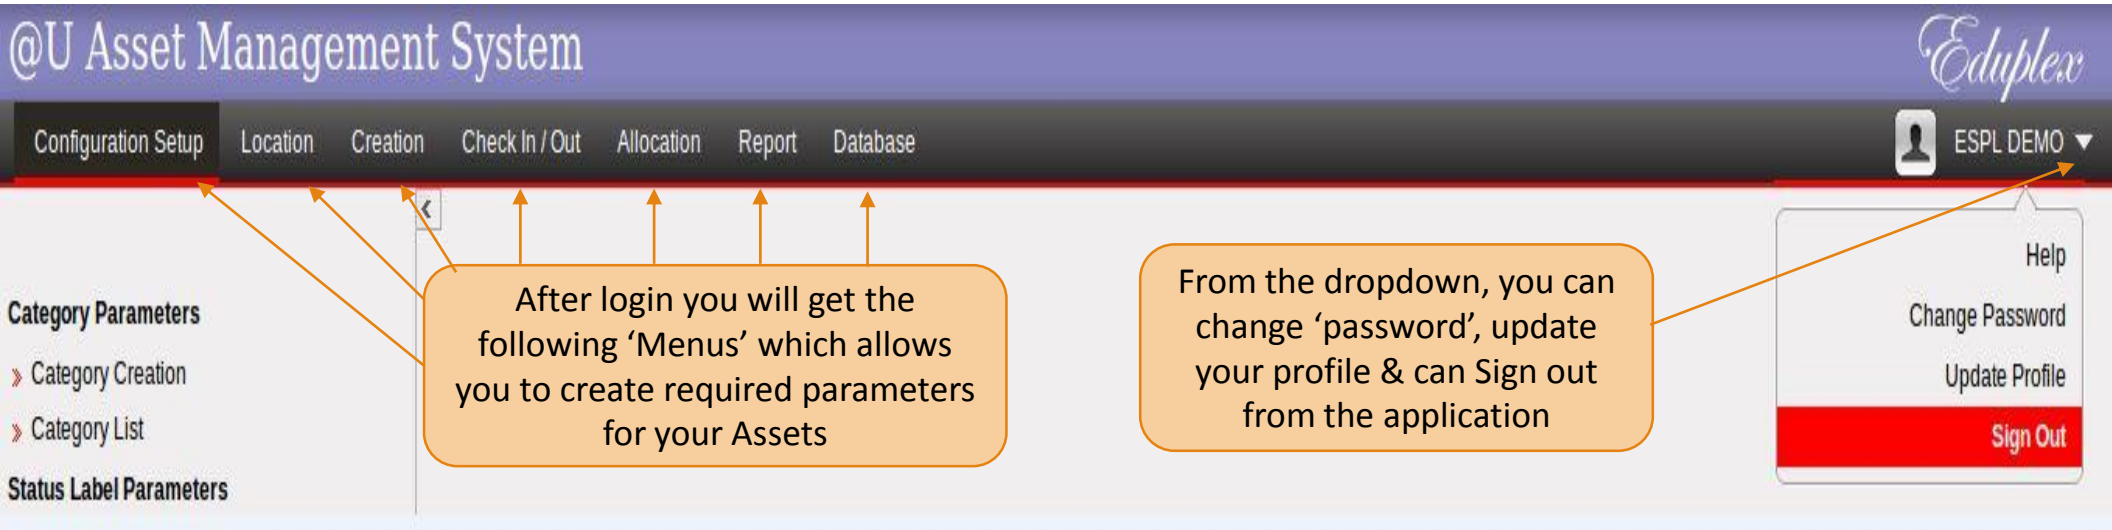 @U Asset Management System
Eduplex
Configuration Setup Location Creation Check In / Out Allocation Report Database
ESPL DEMO
Category Parameters
Category Creation
Category List
Status Label Parameters
After login you will get the
following ‘Menus’ which allows
you to create required parameters
for your Assets
From the dropdown, you can
change ‘password’, update
your profile & can Sign out
from the application
Help
Change Password
Update Profile
Sign Out